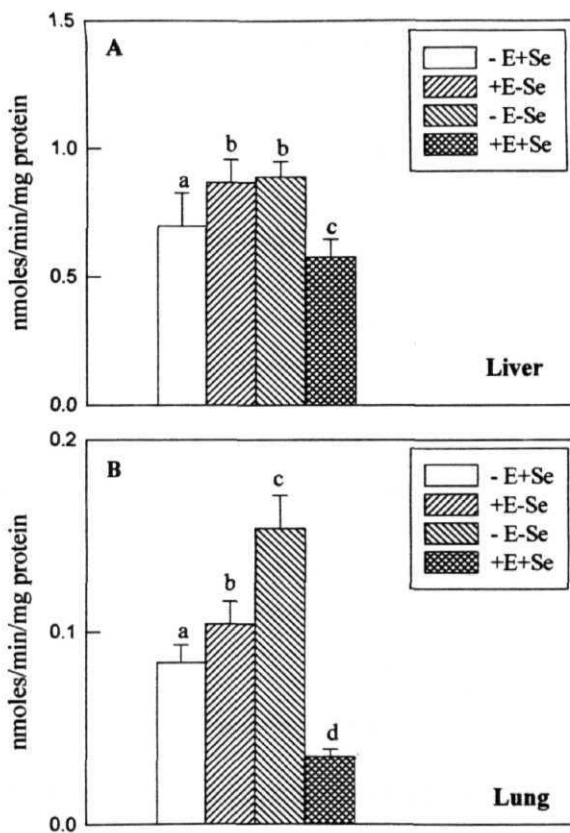 nmoles/min/mg protein
1.5
1.0
0.5
0.0
A
a
b
b
c
- E+Se
+E-Se
- E-Se
+E+Se
Liver
nmoles/min/mg protein
0.2
0.1
0.0
B
a
b
c
d
- E+Se
+E-Se
- E-Se
+E+Se
Lung